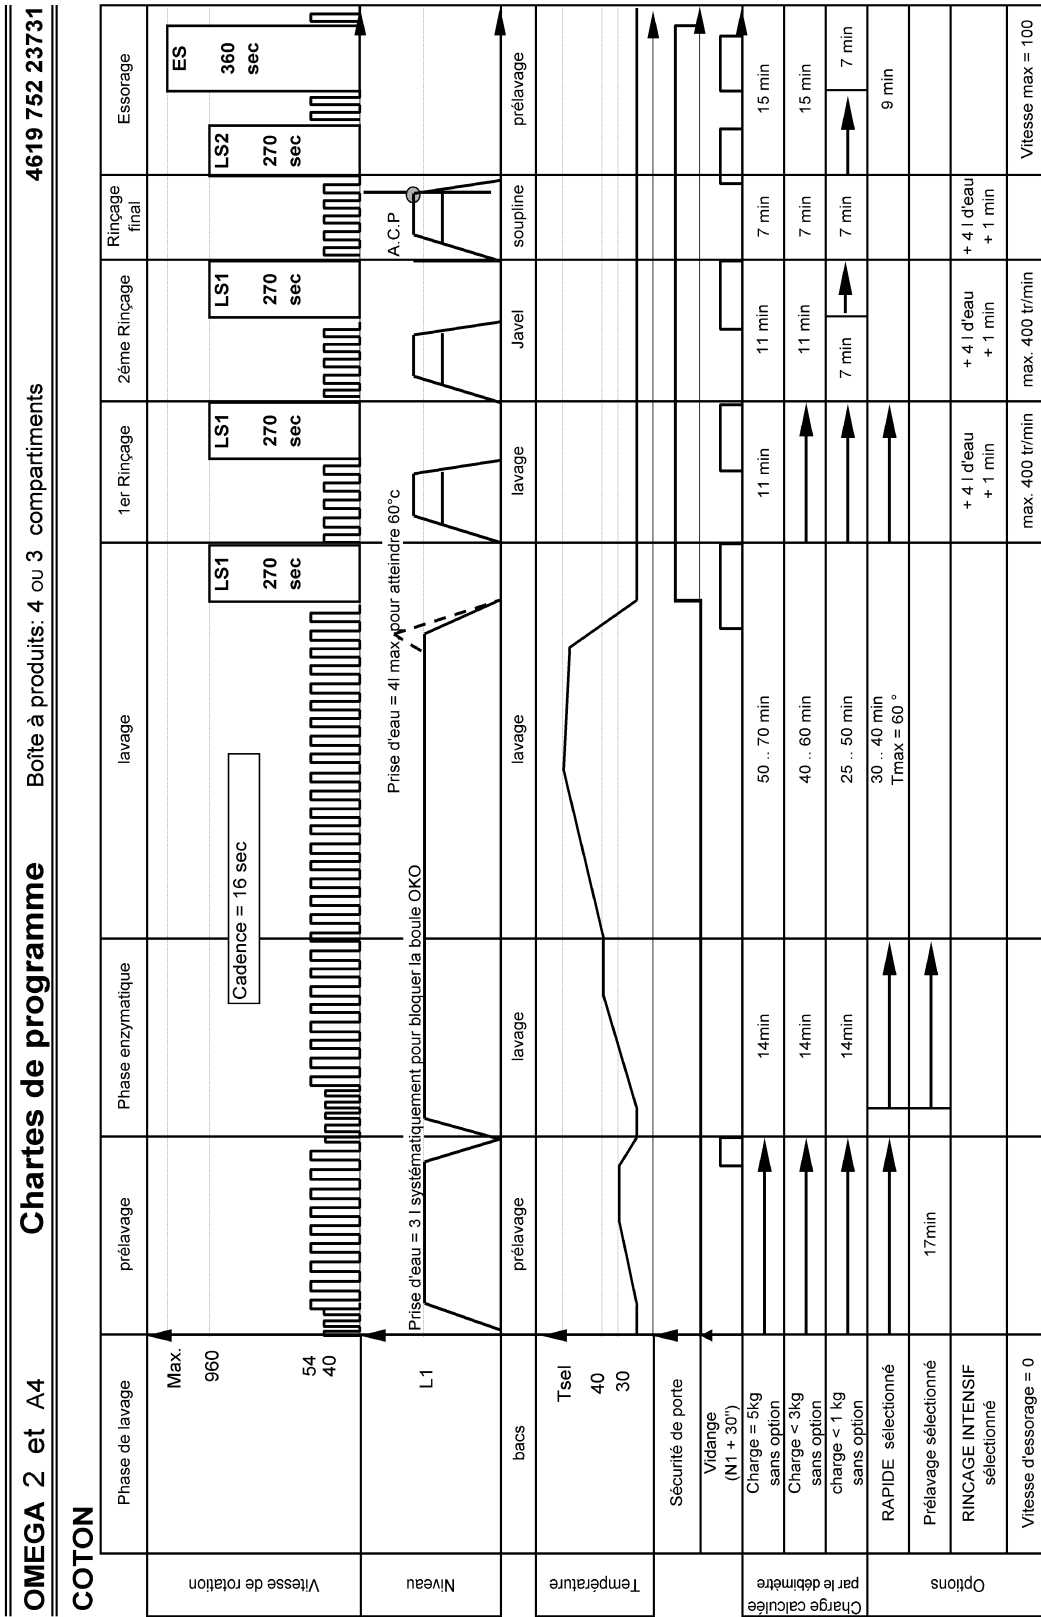 OMEGA 2 et A4 Chartes de programme Boîte à produits: 4 ou 3 compartiments 4619 752 23731
COTON
Phase de lavage prélavage Phase enzymatique lavage 1er Rinçage 2éme Rinçage Rinçage final Essorage
Vitesse de rotation
Max.
960
54
40
Cadence = 16 sec
LS1 270 sec
LS1 270 sec
LS1 270 sec
LS2 270 sec
ES 360 sec
Niveau
L1
Prise d'eau = 3 l systématiquement pour bloquer la boule OKO
Prise d'eau = 4l max pour atteindre 60°c
A.C.P
bacs prélavage lavage lavage lavage Javel soupline prélavage
Température
Tsel
40
30
Sécurité de porte
Vidange
(N1 + 30")
Charge calculée
par le débimètre
Charge = 5kg
sans option
14min 50 .. 70 min 11 min 11 min 7 min 15 min
Charge < 3kg
sans option
14min 40 .. 60 min 11 min 7 min 15 min
charge < 1 kg
sans option
14min 25 .. 50 min 7 min 7 min 7 min
Options
RAPIDE sélectionné 30 .. 40 min 9 min
Tmax = 60 °
Prélavage sélectionné 17min
RINCAGE INTENSIF
sélectionné
+ 4 l d'eau + 4 l d'eau + 4 l d'eau
+ 1 min + 1 min + 1 min
Vitesse d'essorage = 0 max. 400 tr/min max. 400 tr/min Vitesse max = 100